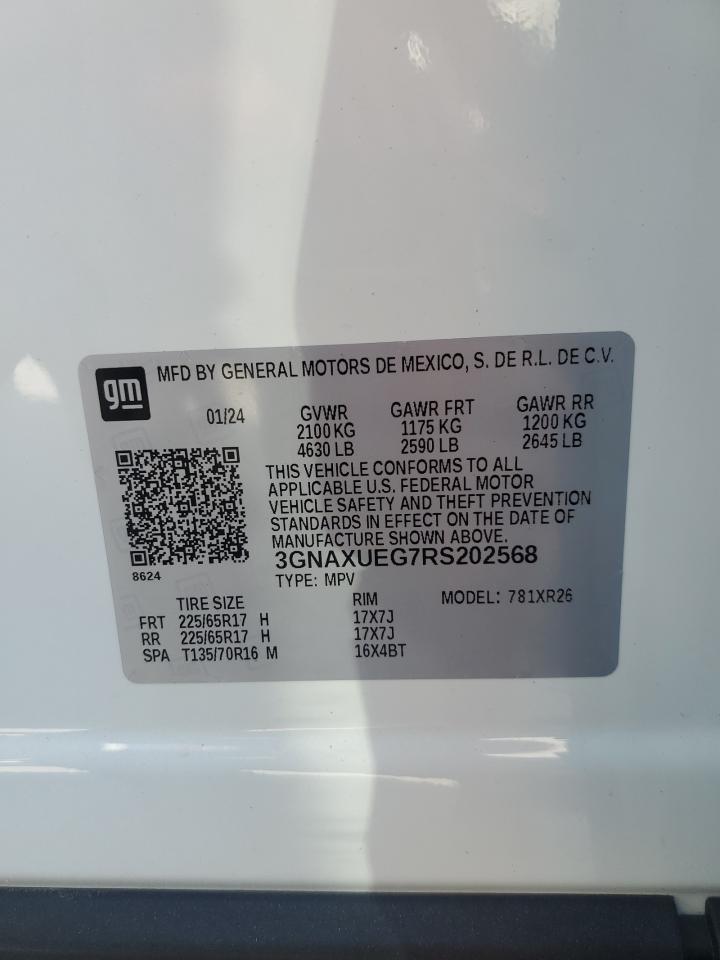 gm
MFD BY GENERAL MOTORS DE MEXICO, S. DE R.L. DE C.V.
01/24 GVWR GAWR FRT GAWR RR
2100 KG 1175 KG 1200 KG
4630 LB 2590 LB 2645 LB
THIS VEHICLE CONFORMS TO ALL
APPLICABLE U.S. FEDERAL MOTOR
VEHICLE SAFETY AND THEFT PREVENTION
STANDARDS IN EFFECT ON THE DATE OF
MANUFACTURE SHOWN ABOVE.
3GNAXUEG7RS202568
8624 TYPE: MPV
TIRE SIZE RIM MODEL: 781XR26
FRT 225/65R17 H 17X7J
RR 225/65R17 H 17X7J
SPA T135/70R16 M 16X4BT